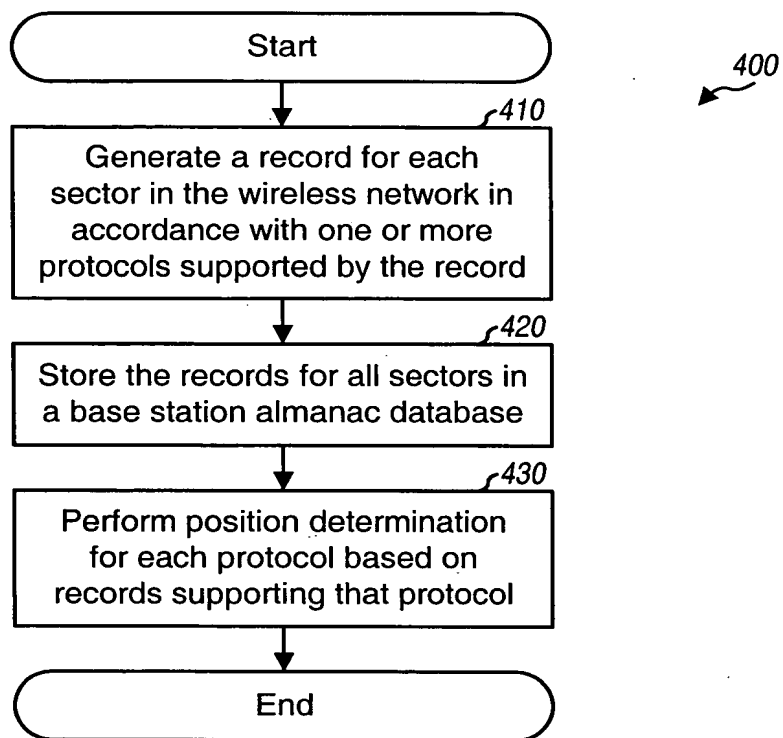 Start
400
410
Generate a record for each
sector in the wireless network in
accordance with one or more
protocols supported by the record
420
Store the records for all sectors in
a base station almanac database
430
Perform position determination
for each protocol based on
records supporting that protocol
End